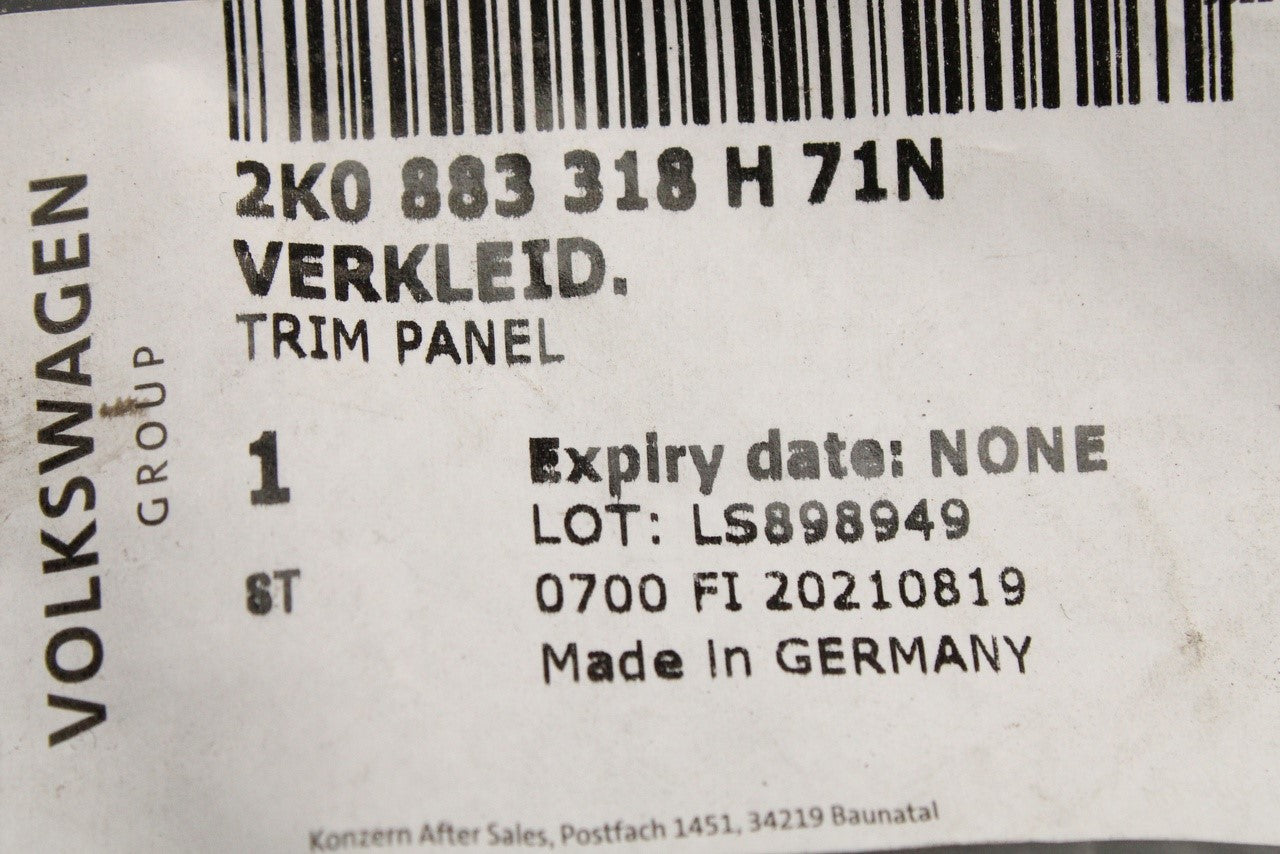 2K0 883 318 H 71N
VERKLEID.
TRIM PANEL
1
Expiry date: NONE
LOT: LS898949
ST
0700 FI 20210819
Made in GERMANY
VOLKSWAGEN
GROUP
Konzern After Sales, Postfach 1451, 34219 Baunatal